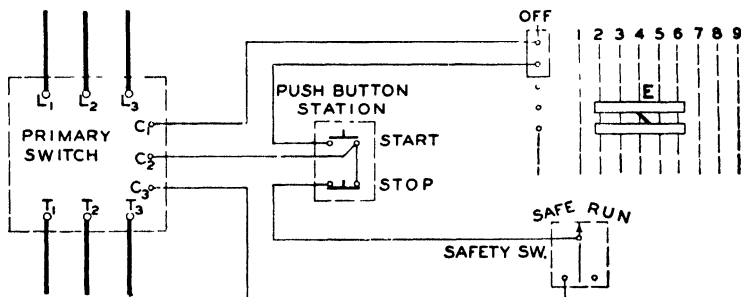 OFF
1 2 3 4 5 6 7 8 9
E
L1 L2 L3
PUSH BUTTON
STATION
C1
PRIMARY
SWITCH
START
C2
C3
STOP
T1 T2 T3
SAFE RUN
SAFETY SW.